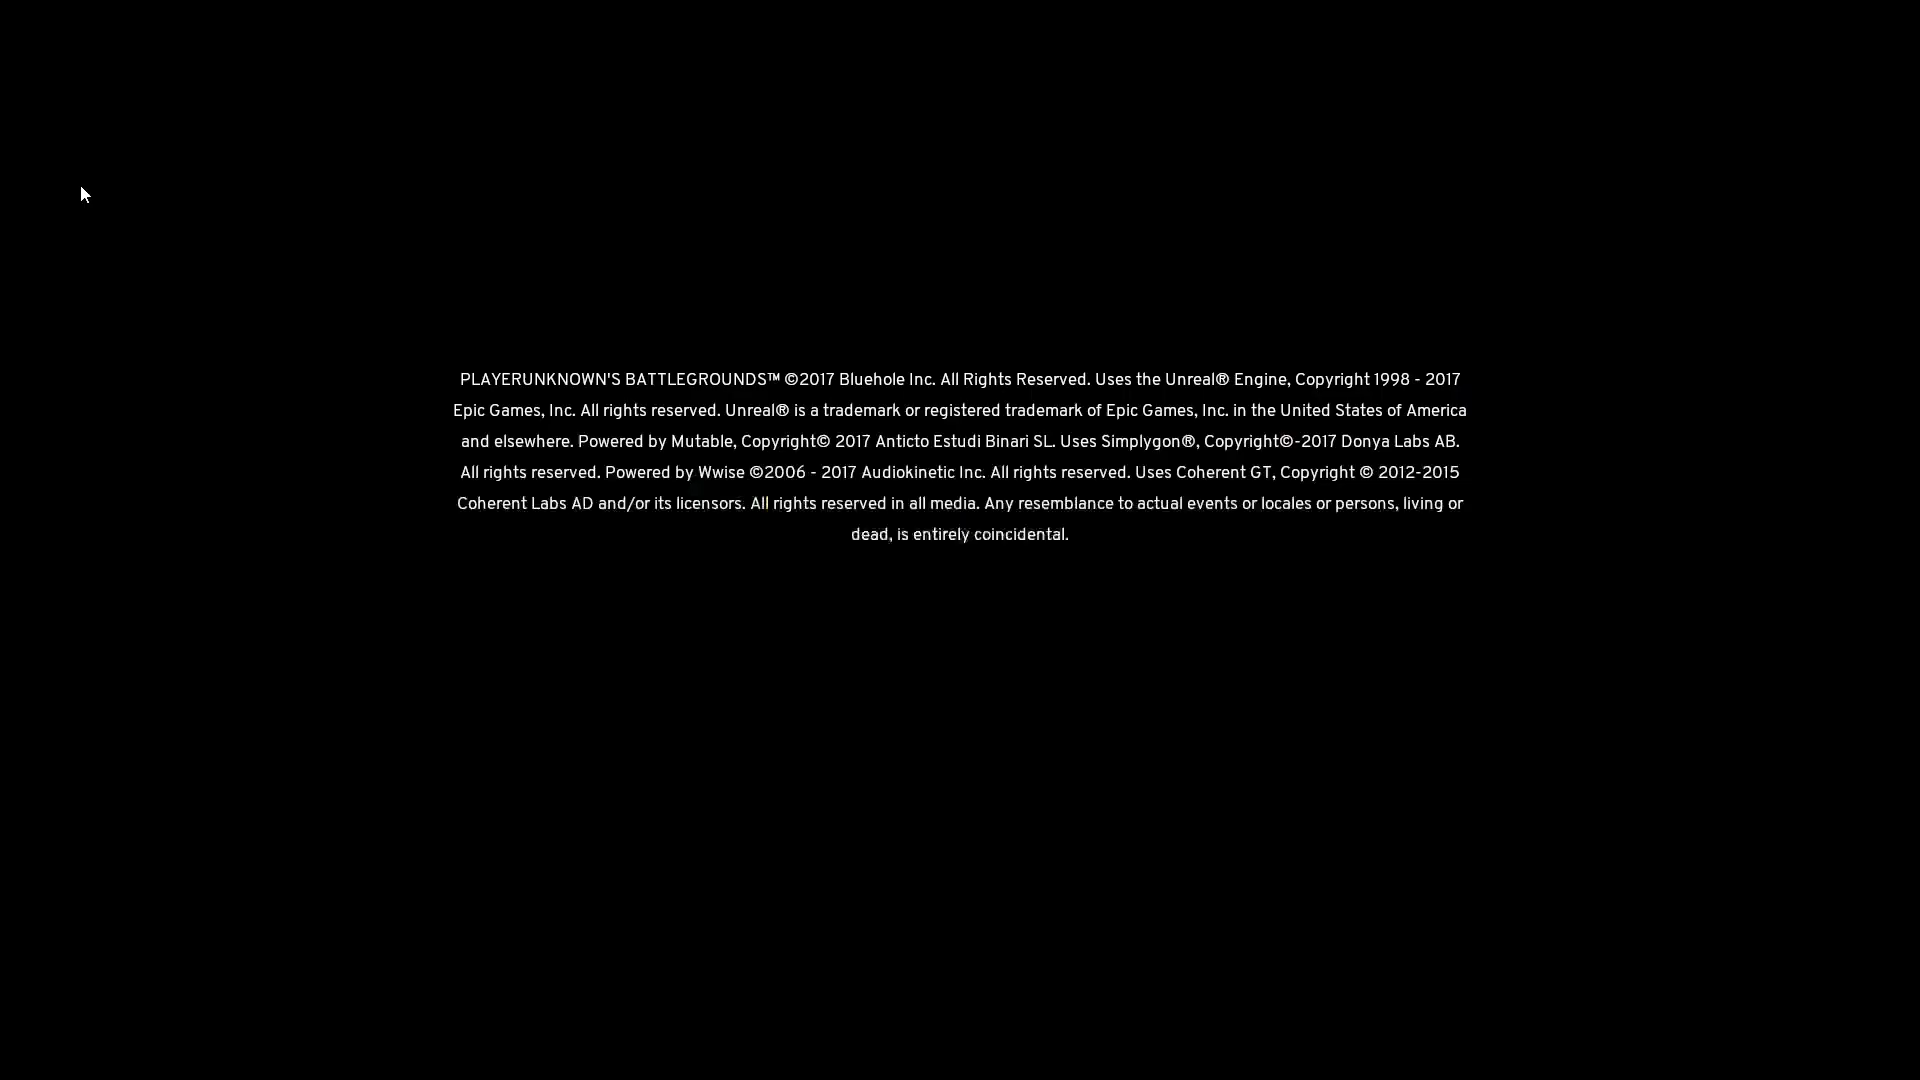 PLAYERUNKNOWN'S BATTLEGROUNDS™ ©2017 Bluehole Inc. All Rights Reserved. Uses the Unreal® Engine, Copyright 1998 - 2017
Epic Games, Inc. All rights reserved. Unreal® is a trademark or registered trademark of Epic Games, Inc. in the United States of America
and elsewhere. Powered by Mutable, Copyright© 2017 Anticto Estudi Binari SL. Uses Simplygon®, Copyright©-2017 Donya Labs AB.
All rights reserved. Powered by Wwise ©2006 - 2017 Audiokinetic Inc. All rights reserved. Uses Coherent GT, Copyright © 2012-2015
Coherent Labs AD and/or its licensors. All rights reserved in all media. Any resemblance to actual events or locales or persons, living or
dead, is entirely coincidental.